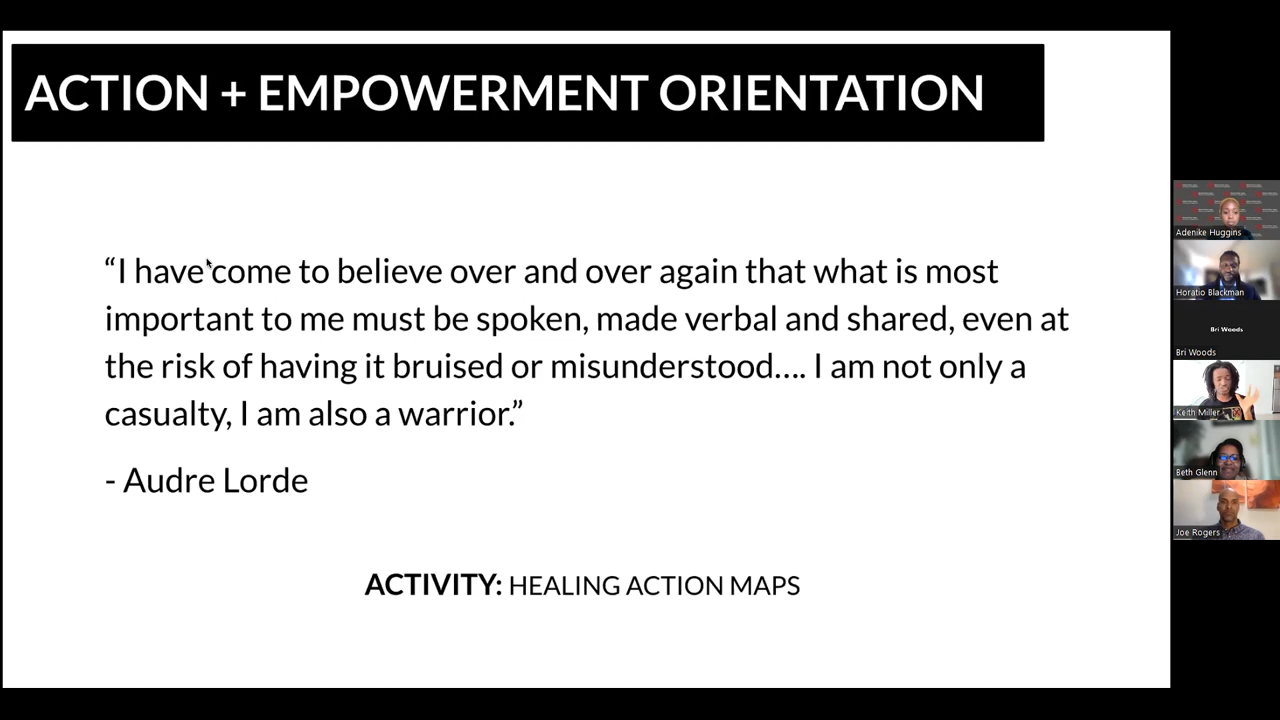 ACTION + EMPOWERMENT ORIENTATION
“I have come to believe over and over again that what is most
important to me must be spoken, made verbal and shared, even at
the risk of having it bruised or misunderstood…. I am not only a
casualty, I am also a warrior.”
- Audre Lorde
ACTIVITY: HEALING ACTION MAPS
Adenike Huggins
Horatio Blackman
Bri Woods
Bri Woods
Keith Miller
Beth Glenn
Joe Rogers